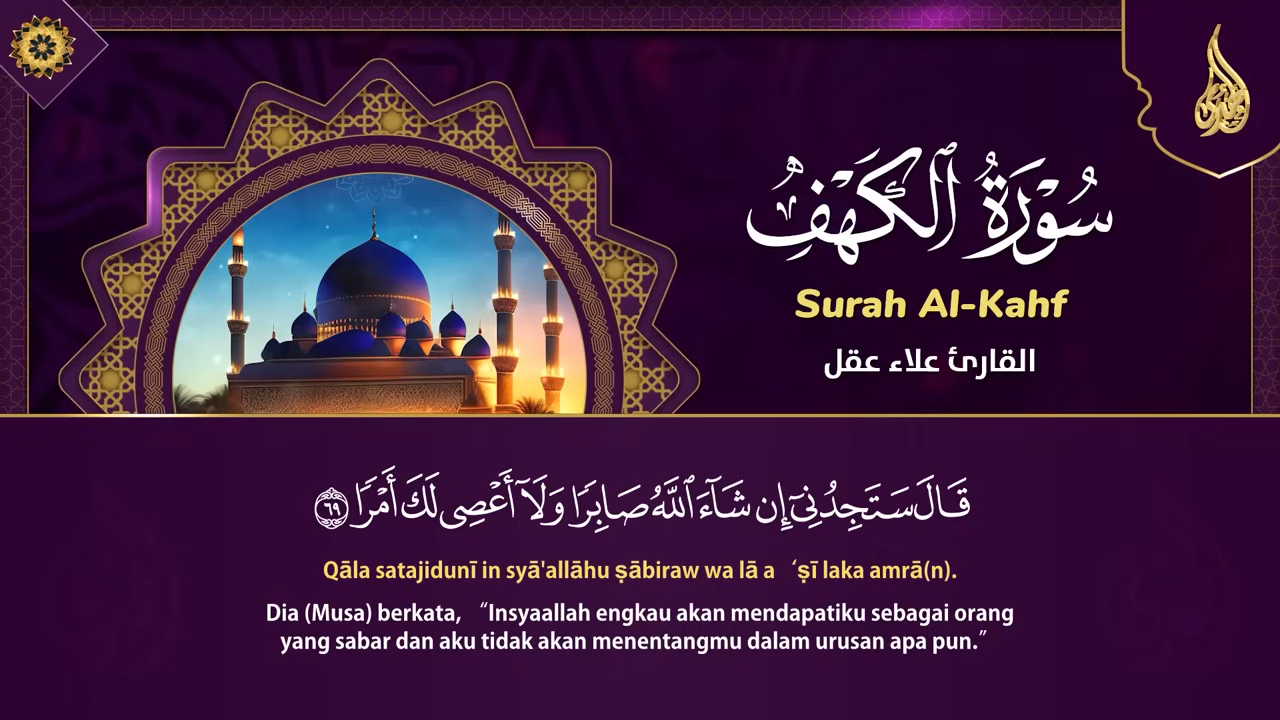 سُوْرَةُ ٱلْكَهْفِ
Surah Al-Kahf
القارئ علاء عقل
قَالَ سَتَجِدُنِىٓ إِن شَآءَ ٱللَّهُ صَابِرًا وَلَآ أَعْصِى لَكَ أَمْرًا ٦٩
Qāla satajidunī in syā'allāhu ṣābiraw wa lā a ‘ṣī laka amrā(n).
Dia (Musa) berkata, “Insyaallah engkau akan mendapatiku sebagai orang
yang sabar dan aku tidak akan menentangmu dalam urusan apa pun.”